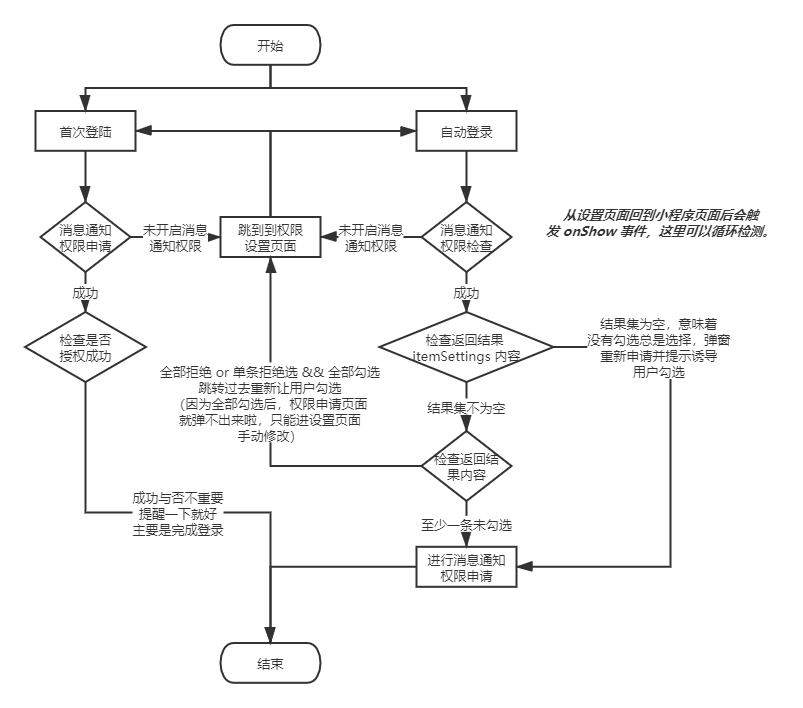 开始
首次登陆
自动登录
消息通知
权限申请
未开启消息
通知权限
跳到到权限
设置页面
未开启消息
通知权限
消息通知
权限检查
从设置页面回到小程序页面后会触
发 onShow 事件，这里可以循环检测。
成功
成功
检查是否
授权成功
检查返回结果
itemSettings 内容
结果集为空，意味着
没有勾选总是选择，弹窗
重新申请并提示诱导
用户勾选
全部拒绝 or 单条拒绝选 && 全部勾选
跳转过去重新让用户勾选
（因为全部勾选后，权限申请页面
就弹不出来啦，只能进设置页面
手动修改）
结果集不为空
检查返回结
果内容
成功与否不重要
提醒一下就好
主要是完成登录
至少一条未勾选
进行消息通知
权限申请
结束